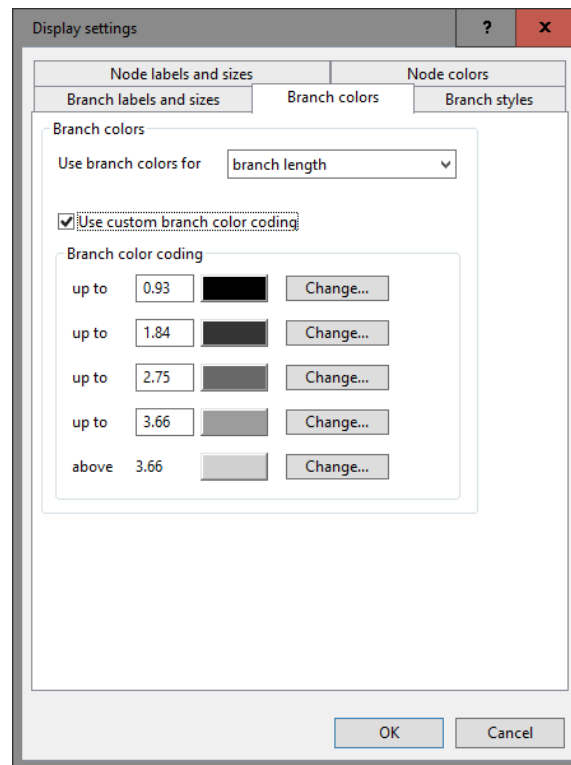 Display settings ? x
Node labels and sizes Node colors
Branch labels and sizes Branch colors Branch styles
Branch colors
Use branch colors for branch length
Use custom branch color coding
Branch color coding
up to 0.93 Change...
up to 1.84 Change...
up to 2.75 Change...
up to 3.66 Change...
above 3.66 Change...
OK Cancel